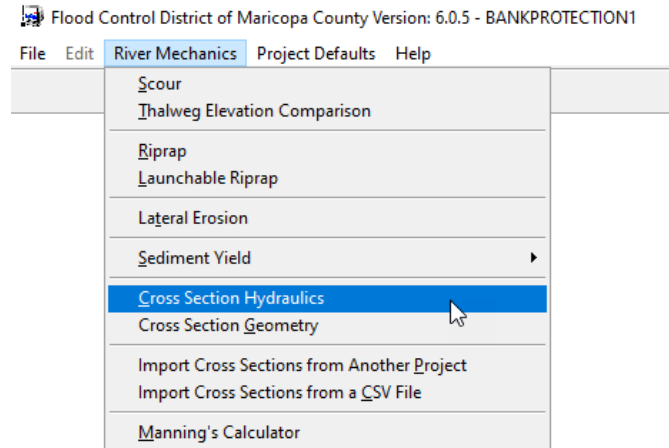 Flood Control District of Maricopa County Version: 6.0.5 - BANKPROTECTION1
File Edit River Mechanics Project Defaults Help
Scour
Thalweg Elevation Comparison
Riprap
Launchable Riprap
Lateral Erosion
Sediment Yield
Cross Section Hydraulics
Cross Section Geometry
Import Cross Sections from Another Project
Import Cross Sections from a CSV File
Manning's Calculator